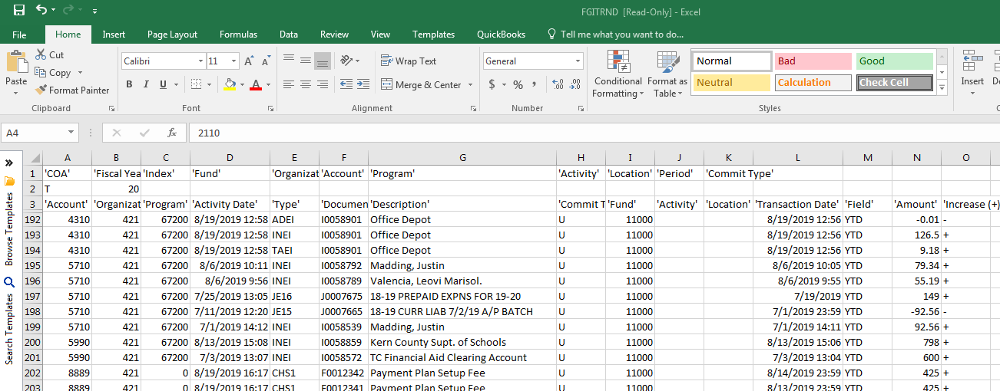 FGITRND [Read-Only] - Excel
File Home Insert Page Layout Formulas Data Review View Templates QuickBooks Tell me what you want to do...
Cut
Copy
Format Painter
Paste
Clipboard
Calibri 11 A A
B I U A
Font
Wrap Text
Merge & Center
Alignment
General
$ % , .0 .00 .00 .0
Number
Conditional Formatting
Format as Table
Normal Bad Good
Neutral Calculation Check Cell
Styles
Insert
A4 fx 2110
Browse Templates
Search Templates
A B C D E F G H I J K L M N O
1 'COA' 'Fiscal Yea 'Index' 'Fund' 'Organizat 'Account' 'Program' 'Activity' 'Location' 'Period' 'Commit Type'
2 T 20
3 'Account' 'Organizat 'Program' 'Activity Date' 'Type' 'Documen 'Description' 'Commit T 'Fund' 'Activity' 'Location' 'Transaction Date' 'Field' 'Amount' 'Increase (+)
192 4310 421 67200 8/19/2019 12:58 ADEI I0058901 Office Depot U 11000 8/19/2019 12:56 YTD -0.01 -
193 4310 421 67200 8/19/2019 12:58 INEI I0058901 Office Depot U 11000 8/19/2019 12:56 YTD 126.5 +
194 4310 421 67200 8/19/2019 12:58 TAEI I0058901 Office Depot U 11000 8/19/2019 12:56 YTD 9.18 +
195 5710 421 67200 8/6/2019 10:11 INEI I0058792 Madding, Justin U 11000 8/6/2019 10:05 YTD 79.34 +
196 5710 421 67200 8/6/2019 9:56 INEI I0058789 Valencia, Leovi Marisol. U 11000 8/6/2019 9:55 YTD 55.19 +
197 5710 421 67200 7/25/2019 13:05 JE16 J0007675 18-19 PREPAID EXPNS FOR 19-20 U 11000 7/19/2019 YTD 149 +
198 5710 421 67200 7/11/2019 12:20 JE15 J0007665 18-19 CURR LIAB 7/2/19 A/P BATCH U 11000 7/1/2019 23:59 YTD -92.56 -
199 5710 421 67200 7/1/2019 14:12 INEI I0058539 Madding, Justin U 11000 7/1/2019 14:11 YTD 92.56 +
200 5990 421 67200 8/13/2019 15:08 INEI I0058859 Kern County Supt. of Schools U 11000 8/13/2019 15:06 YTD 798 +
201 5990 421 67200 7/3/2019 13:07 INEI I0058572 TC Financial Aid Clearing Account U 11000 7/3/2019 13:04 YTD 600 +
202 8889 421 0 8/19/2019 16:17 CHS1 F0012342 Payment Plan Setup Fee U 11000 8/14/2019 23:59 YTD 425 +
203 8889 421 0 8/19/2019 16:17 CHS1 F0012341 Payment Plan Setup Fee U 11000 8/13/2019 23:59 YTD 425 +